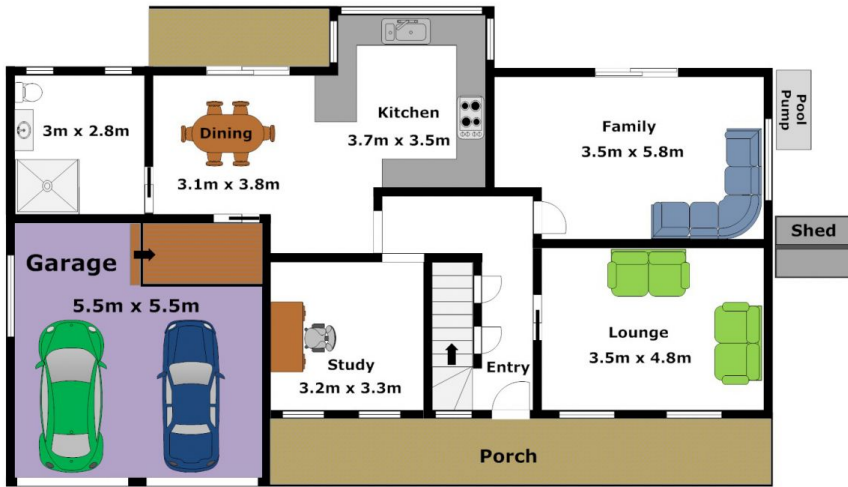 3m x 2.8m
Dining
3.1m x 3.8m
Kitchen
3.7m x 3.5m
Family
3.5m x 5.8m
Pool
Pump
Shed
Garage
5.5m x 5.5m
Study
3.2m x 3.3m
Entry
Lounge
3.5m x 4.8m
Porch